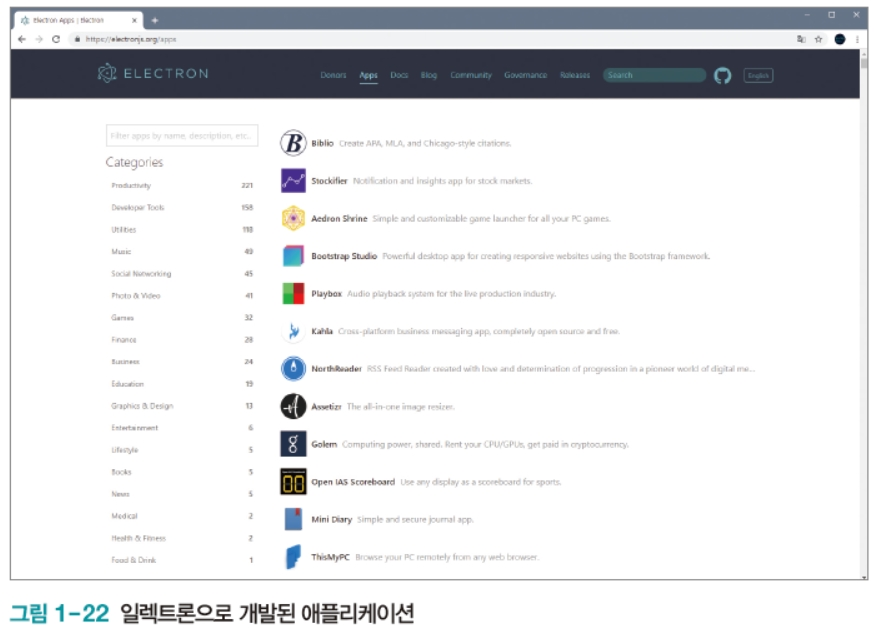 Electron Apps | Electron
https://electronjs.org/apps
ELECTRON
Donors Apps Docs Blog Community Governance Releases Search English
Filter apps by name, description, etc...
Categories
Productivity 221
Developer Tools 158
Utilities 118
Music 49
Social Networking 45
Photo & Video 41
Games 32
Finance 28
Business 24
Education 19
Graphics & Design 13
Entertainment 6
Lifestyle 5
Books 5
News 5
Medical 2
Health & Fitness 2
Food & Drink 1
B Biblio Create APA, MLA, and Chicago-style citations.
Stockifier Notification and insights app for stock markets.
Aedron Shrine Simple and customizable game launcher for all your PC games.
Bootstrap Studio Powerful desktop app for creating responsive websites using the Bootstrap framework.
Playbox Audio playback system for the live production industry.
Kahla Cross-platform business messaging app, completely open source and free.
NorthReader RSS Feed Reader created with love and determination of progression in a pioneer world of digital me...
Assetizr The all-in-one image resizer.
Golem Computing power, shared. Rent your CPU/GPUs, get paid in cryptocurrency.
00 Open IAS Scoreboard Use any display as a scoreboard for sports.
Mini Diary Simple and secure journal app.
ThisMyPC Browse your PC remotely from any web browser.
그림 1-22 일렉트론으로 개발된 애플리케이션